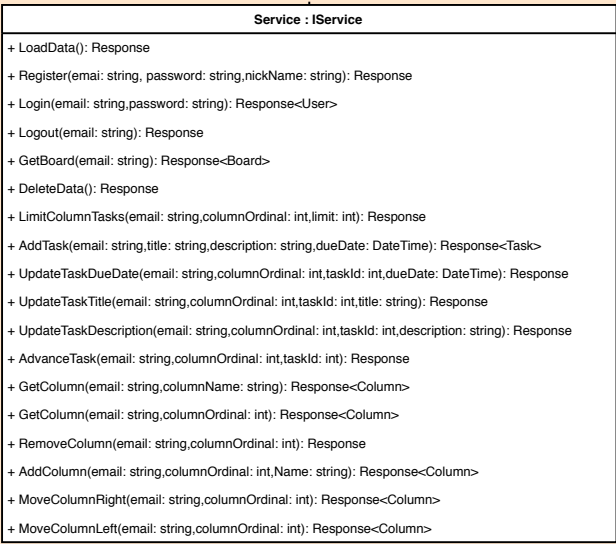 Service : IService
+ LoadData(): Response
+ Register(emai: string, password: string,nickName: string): Response
+ Login(email: string,password: string): Response<User>
+ Logout(email: string): Response
+ GetBoard(email: string): Response<Board>
+ DeleteData(): Response
+ LimitColumnTasks(email: string,columnOrdinal: int,limit: int): Response
+ AddTask(email: string,title: string,description: string,dueDate: DateTime): Response<Task>
+ UpdateTaskDueDate(email: string,columnOrdinal: int,taskId: int,dueDate: DateTime): Response
+ UpdateTaskTitle(email: string,columnOrdinal: int,taskId: int,title: string): Response
+ UpdateTaskDescription(email: string,columnOrdinal: int,taskId: int,description: string): Response
+ AdvanceTask(email: string,columnOrdinal: int,taskId: int): Response
+ GetColumn(email: string,columnName: string): Response<Column>
+ GetColumn(email: string,columnOrdinal: int): Response<Column>
+ RemoveColumn(email: string,columnOrdinal: int): Response
+ AddColumn(email: string,columnOrdinal: int,Name: string): Response<Column>
+ MoveColumnRight(email: string,columnOrdinal: int): Response<Column>
+ MoveColumnLeft(email: string,columnOrdinal: int): Response<Column>